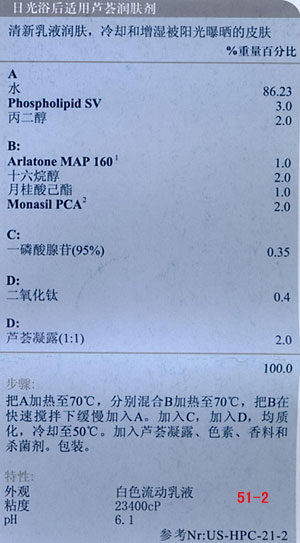 日光浴后适用芦荟润肤剂
清新乳液润肤，冷却和增湿被阳光曝晒的皮肤
%重量百分比
A
水 86.23
Phospholipid SV 3.0
丙二醇 2.0
B:
Arlatone MAP 160¹ 1.0
十六烷醇 2.0
月桂酸己酯 1.0
Monasil PCA² 2.0
C:
一磷酸腺苷(95%) 0.35
D:
二氧化钛 0.4
D:
芦荟凝露(1:1) 2.0
100.0
步骤:
把A加热至70℃，分别混合B加热至70℃，把B在
快速搅拌下缓慢加入A。加入C，加入D，均质
化，冷却至50℃。加入芦荟凝露、色素、香料和
杀菌剂。包装。
特性:
外观 白色流动乳液
粘度 23400cP
pH 6.1
51-2
参考Nr:US-HPC-21-2